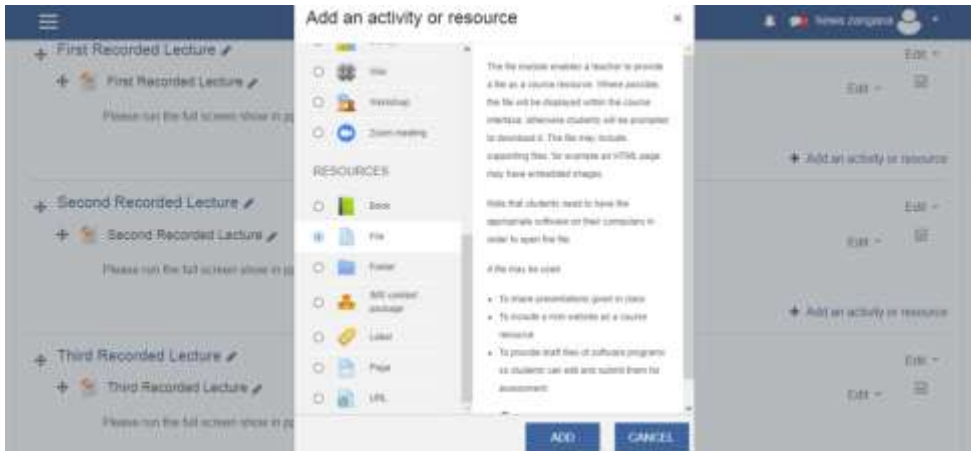 Add an activity or resource
×
First Recorded Lecture
Edit
First Recorded Lecture
Edit
Please run the full screen show in pp
Add an activity or resource
Second Recorded Lecture
Edit
Second Recorded Lecture
Edit
Please run the full screen show in pp
Add an activity or resource
Third Recorded Lecture
Edit
Third Recorded Lecture
Edit
Please run the full screen show in pp
Wiki
Workshop
Zoom meeting
RESOURCES
Book
File
Folder
IMS content
package
Label
Page
URL
The file module enables a teacher to provide
a file as a course resource. Where possible,
the file will be displayed within the course
interface; otherwise students will be prompted
to download it. The file may include
supporting files, for example an HTML page
may have embedded images.
Note that students need to have the
appropriate software on their computers in
order to open the file.
A file may be used
• To share presentations given in class
• To include a mini website as a course
resource
• To provide draft files of software programs
so students can edit and submit them for
assessment
ADD
CANCEL